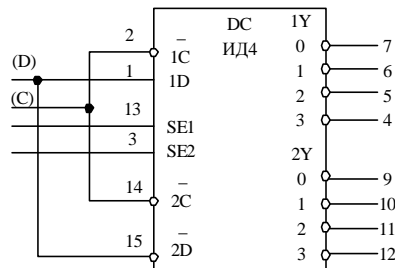 2 DC 1Y
ИД4 0 7
(D) 1C̅
1 1D 1 6
(C) 2 5
13 SE1 3 4
3 SE2 2Y
0 9
14 2C̅ 1 10
2 11
15 2D̅ 3 12